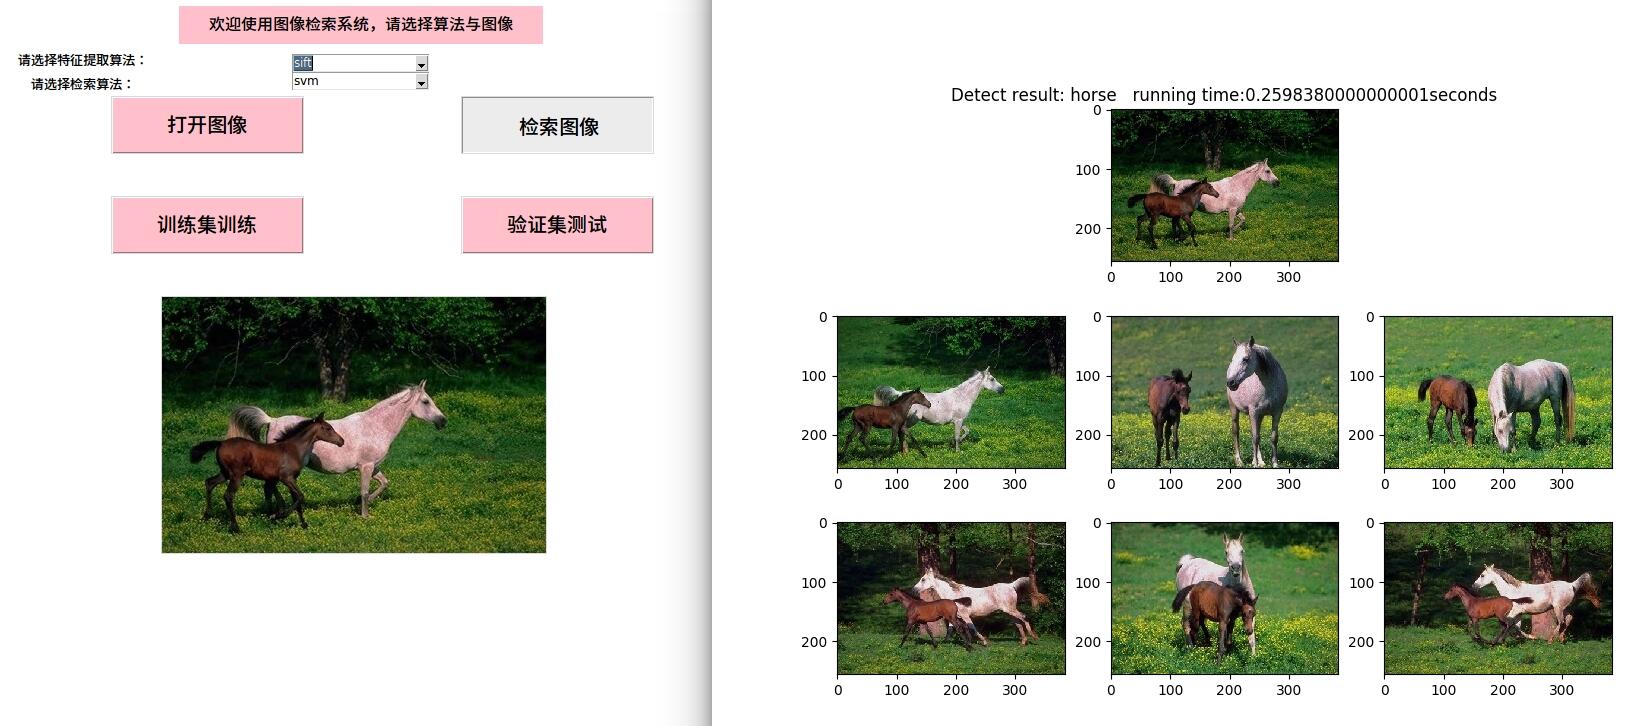 欢迎使用图像检索系统，请选择算法与图像
请选择特征提取算法：
sift
请选择检索算法：
svm
打开图像
检索图像
训练集训练
验证集测试
Detect result: horse   running time:0.2598380000000001seconds
0
100
200
0 100 200 300
0 0 0
100 100 100
200 200 200
0 100 200 300 0 100 200 300 0 100 200 300
0 0 0
100 100 100
200 200 200
0 100 200 300 0 100 200 300 0 100 200 300